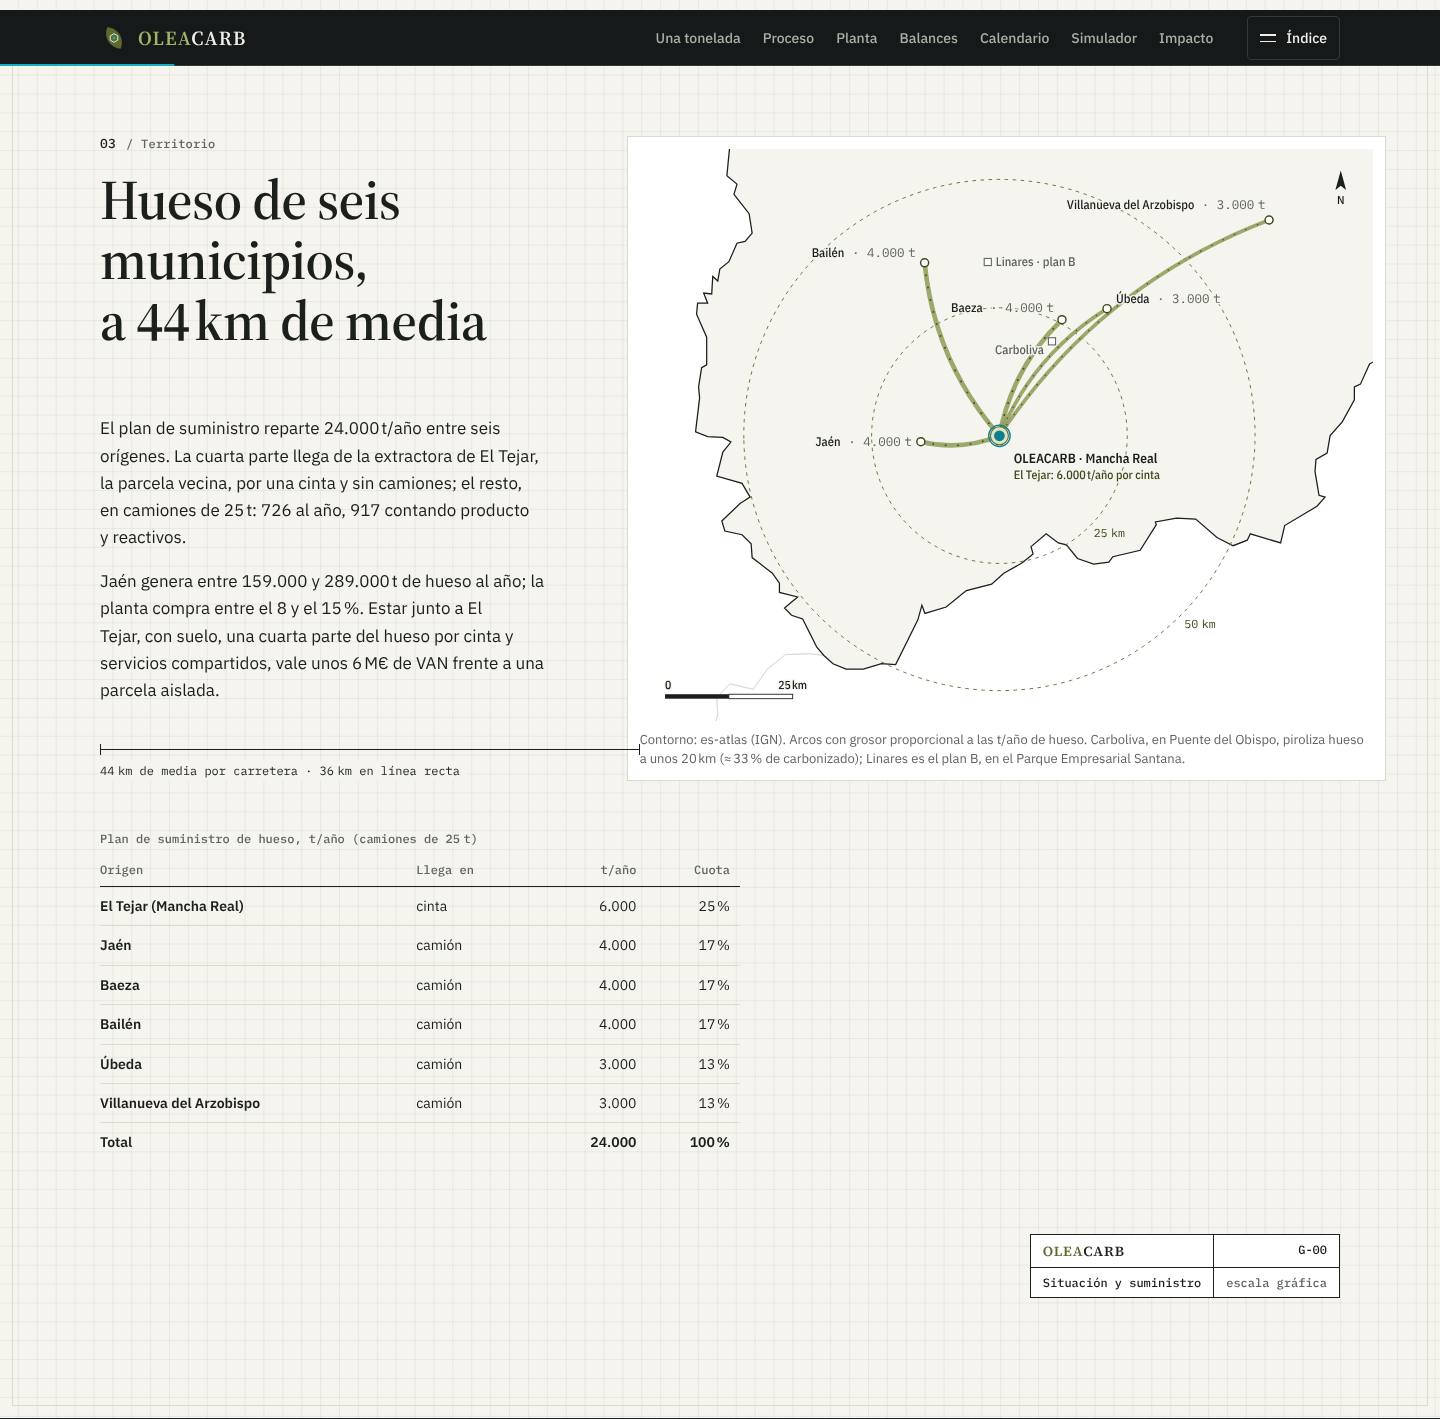 OLEACARB
Una tonelada Proceso Planta Balances Calendario Simulador Impacto Índice
03 / Territorio
Hueso de seis
municipios,
a 44 km de media
El plan de suministro reparte 24.000 t/año entre seis
orígenes. La cuarta parte llega de la extractora de El Tejar,
la parcela vecina, por una cinta y sin camiones; el resto,
en camiones de 25 t: 726 al año, 917 contando producto
y reactivos.
Jaén genera entre 159.000 y 289.000 t de hueso al año; la
planta compra entre el 8 y el 15 %. Estar junto a El
Tejar, con suelo, una cuarta parte del hueso por cinta y
servicios compartidos, vale unos 6 M€ de VAN frente a una
parcela aislada.
44 km de media por carretera · 36 km en línea recta
N
Villanueva del Arzobispo · 3.000 t
Bailén · 4.000 t
Linares · plan B
Úbeda · 3.000 t
Baeza · 4.000 t
Carboliva
Jaén · 4.000 t
OLEACARB · Mancha Real
El Tejar: 6.000 t/año por cinta
25 km
50 km
0 25 km
Contorno: es-atlas (IGN). Arcos con grosor proporcional a las t/año de hueso. Carboliva, en Puente del Obispo, piroliza hueso
a unos 20 km (≈ 33 % de carbonizado); Linares es el plan B, en el Parque Empresarial Santana.
Plan de suministro de hueso, t/año (camiones de 25 t)
Origen Llega en t/año Cuota
El Tejar (Mancha Real) cinta 6.000 25 %
Jaén camión 4.000 17 %
Baeza camión 4.000 17 %
Bailén camión 4.000 17 %
Úbeda camión 3.000 13 %
Villanueva del Arzobispo camión 3.000 13 %
Total 24.000 100 %
OLEACARB G-00
Situación y suministro escala gráfica